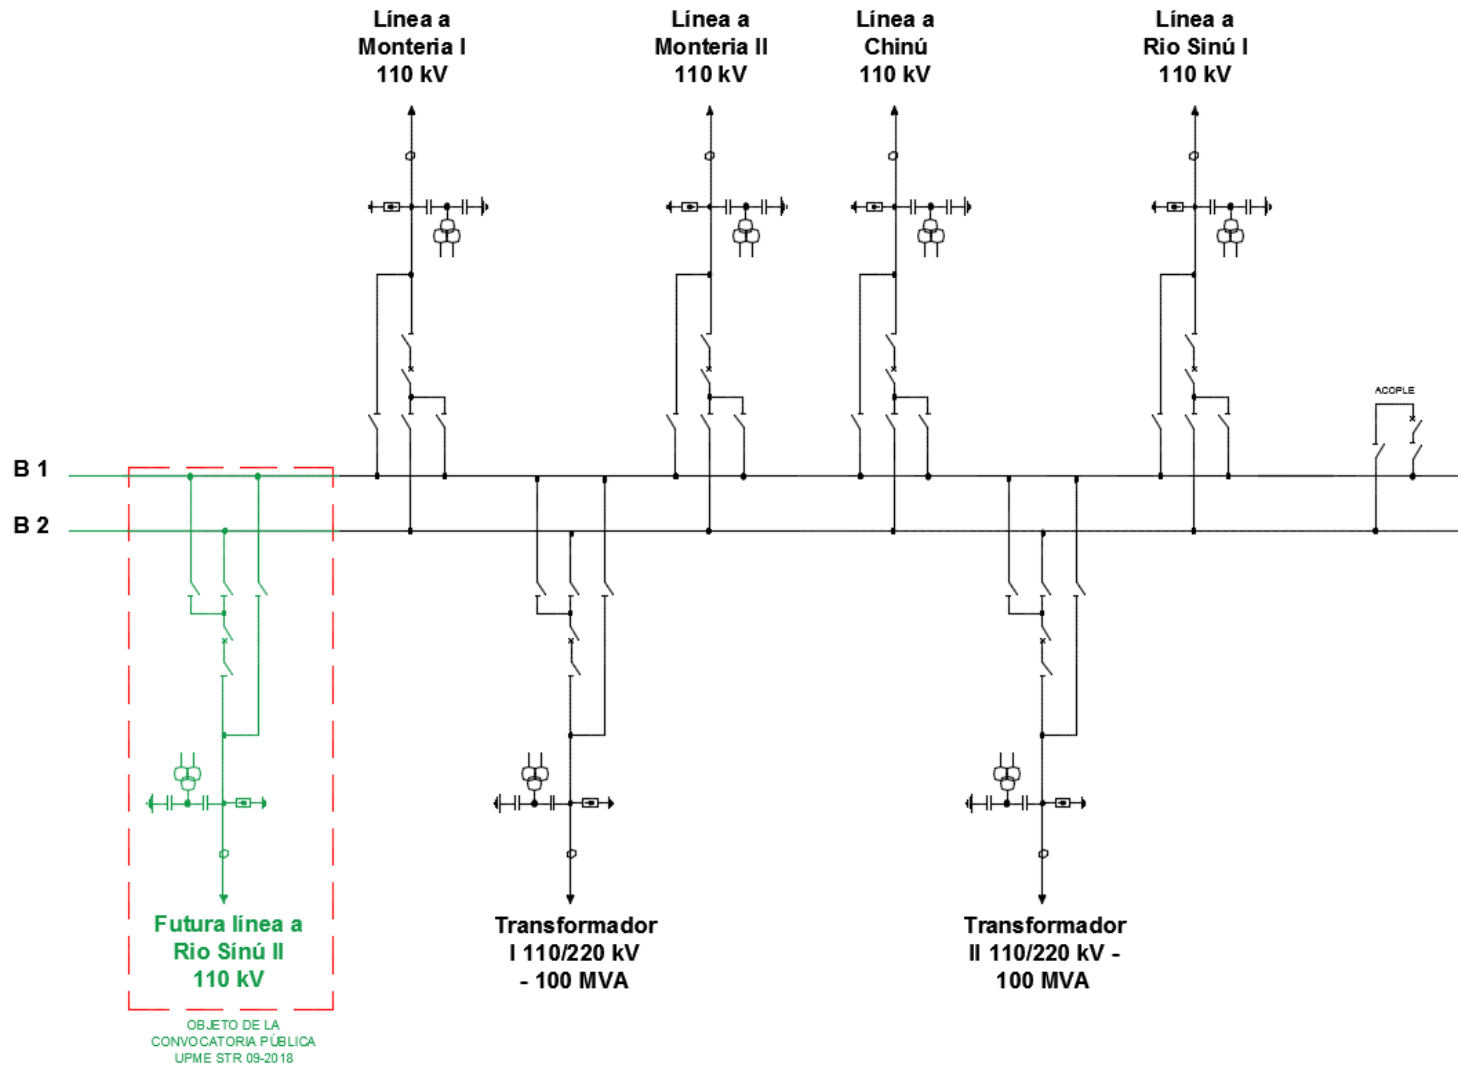 Línea a
Monteria I
110 kV
Línea a
Monteria II
110 kV
Línea a
Chinú
110 kV
Línea a
Rio Sinú I
110 kV
ACOPLE
B 1
B 2
Futura línea a
Rio Sínú II
110 kV
Transformador
I 110/220 kV
- 100 MVA
Transformador
II 110/220 kV -
100 MVA
OBJETO DE LA
CONVOCATORIA PÚBLICA
UPME STR 09-2018